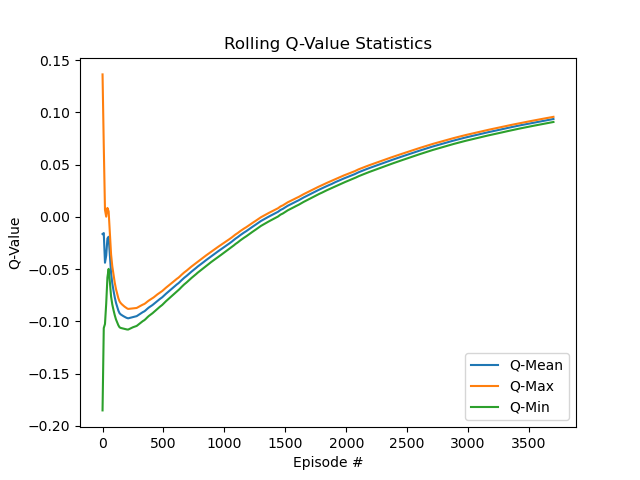 Rolling Q-Value Statistics
0.15
0.10
0.05
0.00
−0.05
−0.10
−0.15
−0.20
Q-Value
0 500 1000 1500 2000 2500 3000 3500
Episode #
Q-Mean
Q-Max
Q-Min